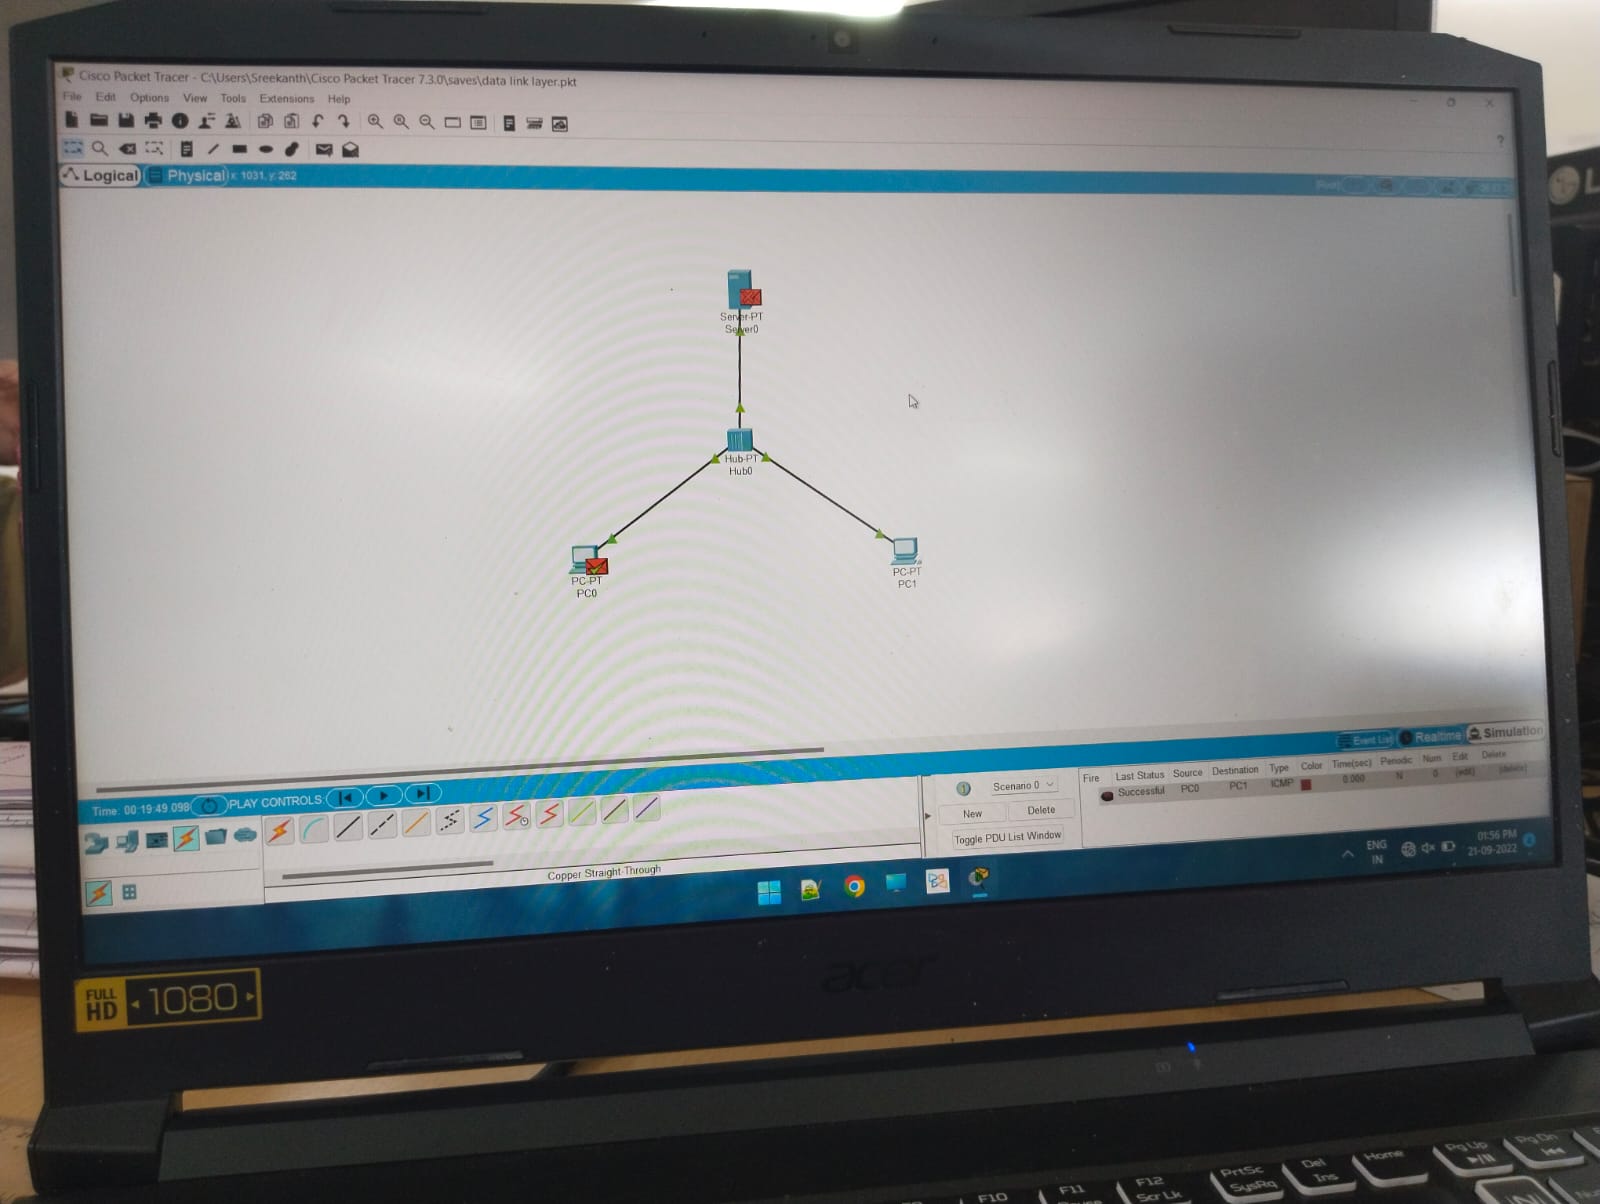 Cisco Packet Tracer - C:\Users\Sreekanth\Cisco Packet Tracer 7.3.0\saves\data link layer.pkt
File Edit Options View Tools Extensions Help
?
Logical Physical x: 1031, y: 262
[Root]
Server-PT
Server0
Hub-PT
Hub0
PC-PT
PC0
PC-PT
PC1
Event List Realtime Simulation
Time: 00:19:49.098 PLAY CONTROLS:
Copper Straight-Through
Scenario 0
New Delete
Toggle PDU List Window
Fire Last Status Source Destination Type Color Time(sec) Periodic Num Edit Delete
Successful PC0 PC1 ICMP 0.000 N 0 (edit) (delete)
ENG
IN
01:56 PM
21-09-2022
acer
FULL
HD
1080
PrtSc
SysRq
Del
Ins
Home
Pg Up
Pg Dn
F10
F11
F12
Scr Lk
L